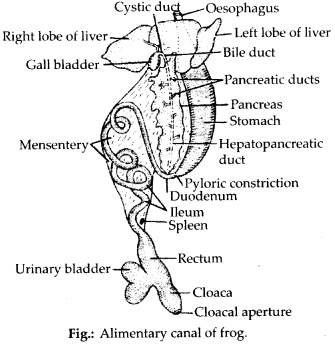 Cystic duct
Oesophagus
Right lobe of liver
Left lobe of liver
Gall bladder
Bile duct
Pancreatic ducts
Pancreas
Stomach
Mensentery
Hepatopancreatic
duct
Pyloric constriction
Duodenum
Ileum
Spleen
Rectum
Urinary bladder
Cloaca
Cloacal aperture
Fig.: Alimentary canal of frog.